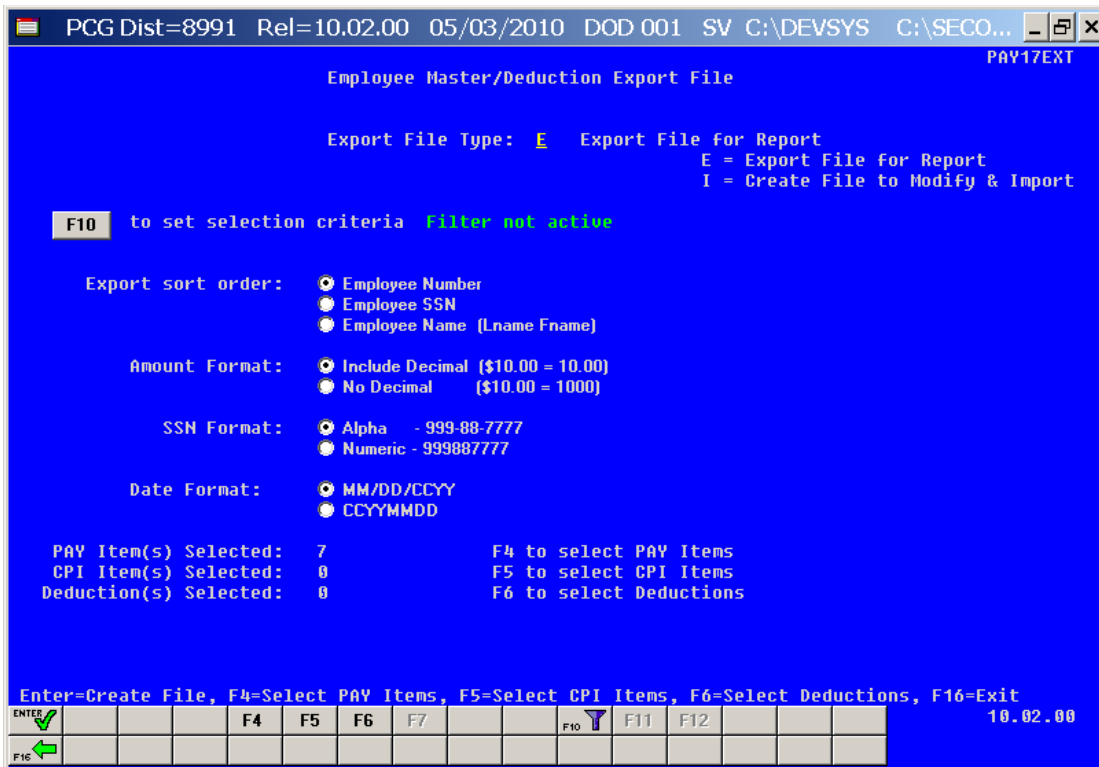 PCG Dist=8991 Rel=10.02.00 05/03/2010 DOD 001 SV C:\DEVSYS C:\SECO...
PAY17EXT
Employee Master/Deduction Export File
Export File Type: E Export File for Report
E = Export File for Report
I = Create File to Modify & Import
F10 to set selection criteria Filter not active
Export sort order: Employee Number
Employee SSN
Employee Name (Lname Fname)
Amount Format: Include Decimal ($10.00 = 10.00)
No Decimal ($10.00 = 1000)
SSN Format: Alpha - 999-88-7777
Numeric - 999887777
Date Format: MM/DD/CCYY
CCYYMMDD
PAY Item(s) Selected: 7 F4 to select PAY Items
CPI Item(s) Selected: 0 F5 to select CPI Items
Deduction(s) Selected: 0 F6 to select Deductions
Enter=Create File, F4=Select PAY Items, F5=Select CPI Items, F6=Select Deductions, F16=Exit
ENTER F4 F5 F6 F7 F10 F11 F12 10.02.00
F16